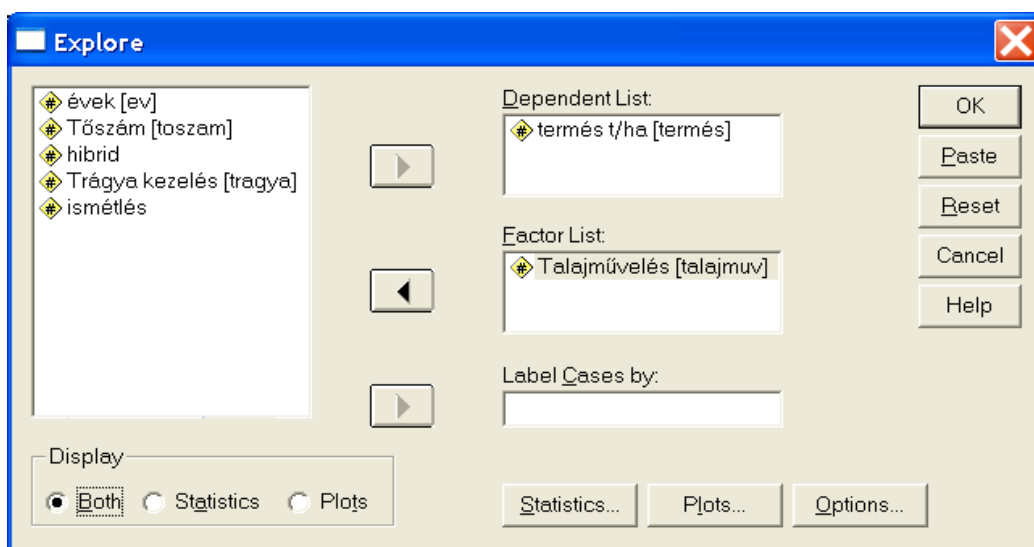 Explore
évek [ev]
Tőszám [toszam]
hibrid
Trágya kezelés [tragya]
ismétlés
Display
Both
Statistics
Plots
Dependent List:
termés t/ha [termés]
Factor List:
Talajművelés [talajmuv]
Label Cases by:
Statistics...
Plots...
Options...
OK
Paste
Reset
Cancel
Help